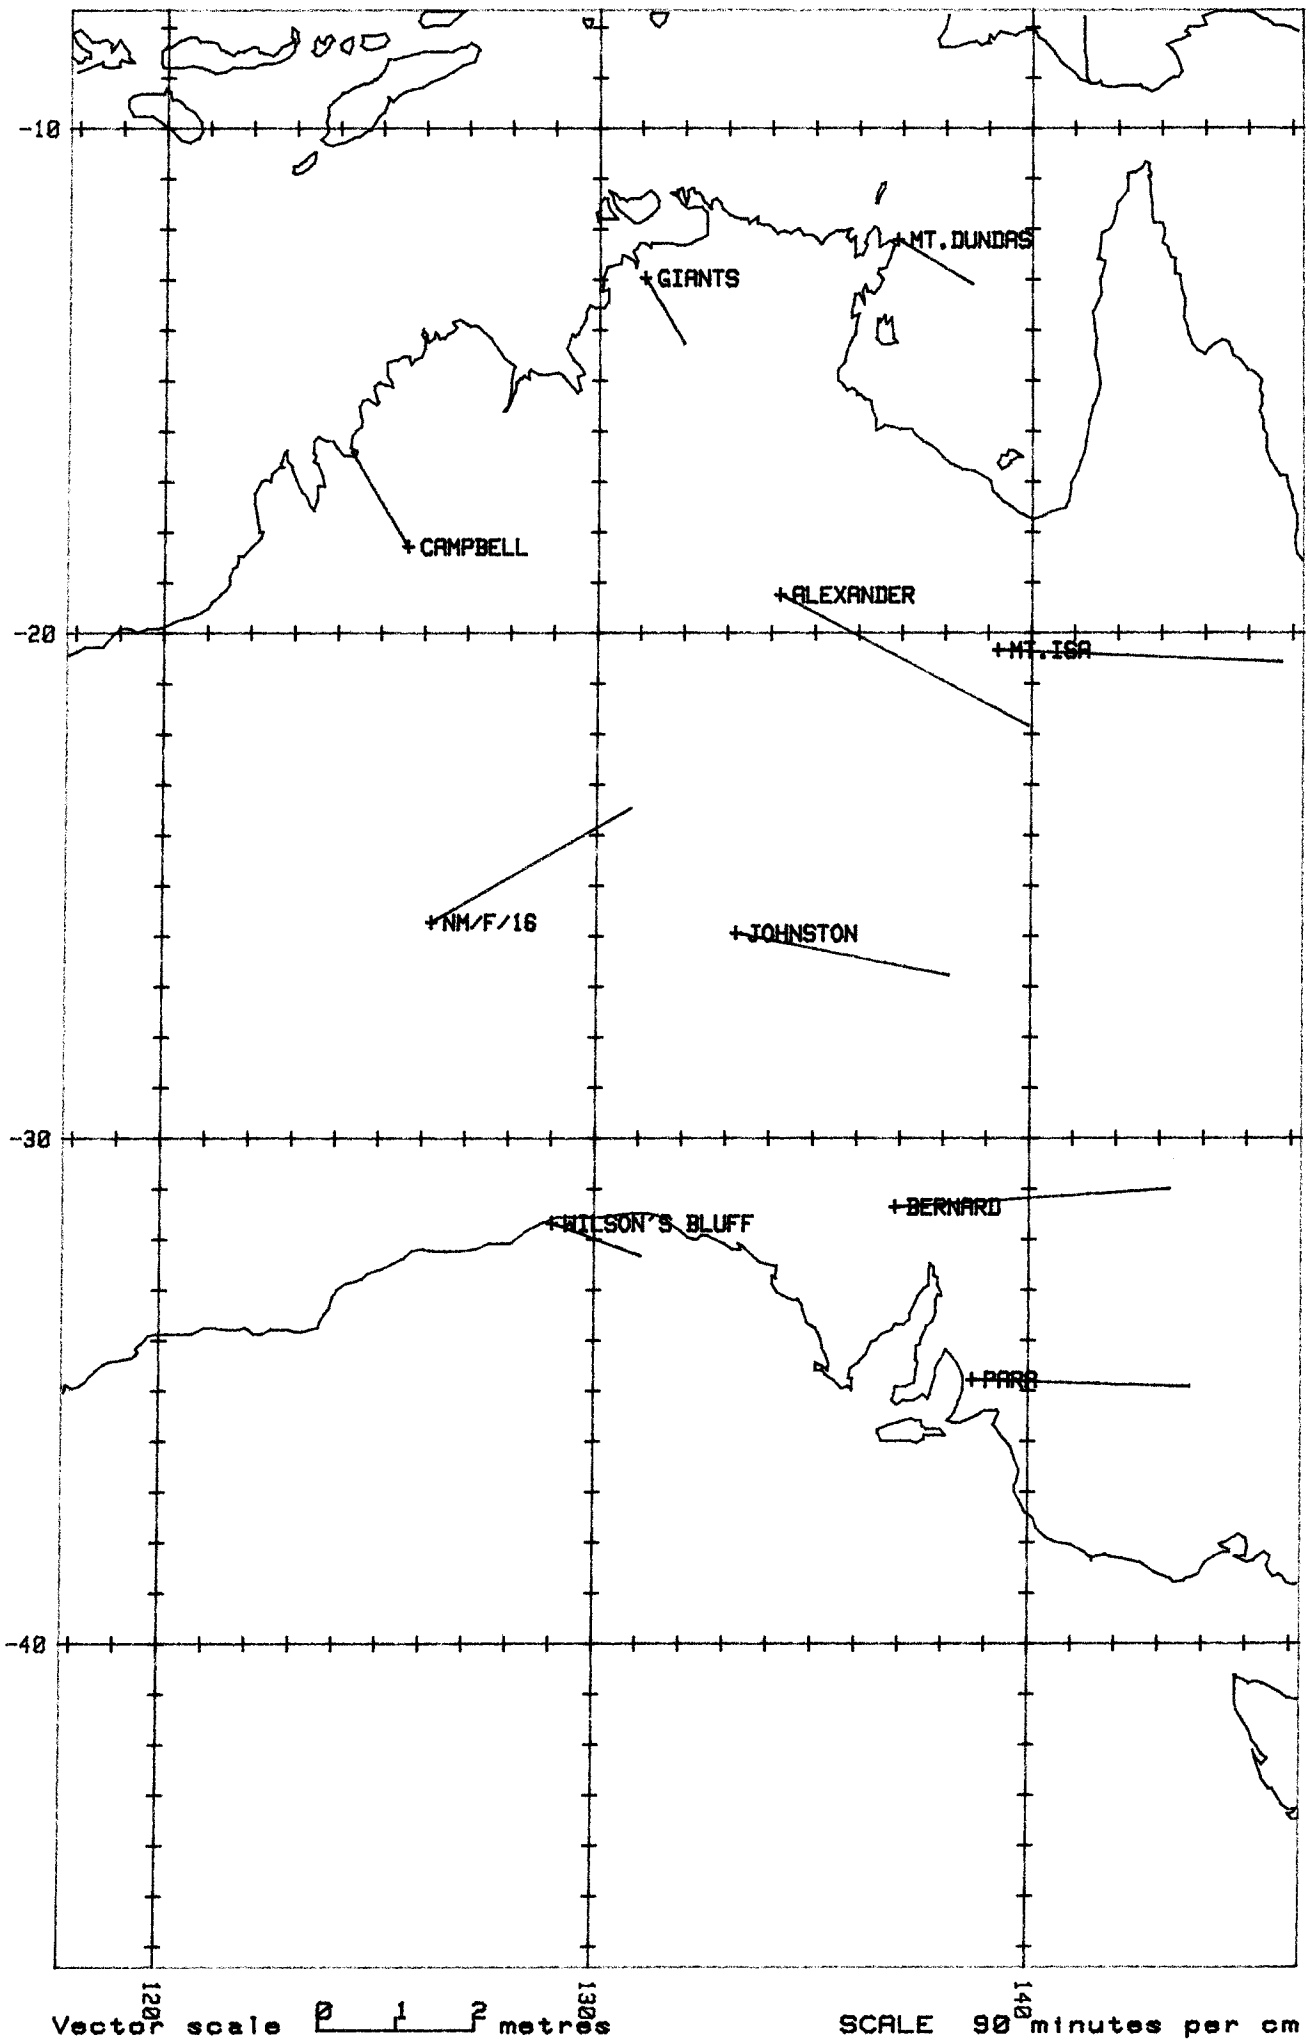 -10
MT.DUNDAS
GIANTS
CAMPBELL
ALEXANDER
-20
MT.ISA
NM/F/16
JOHNSTON
-30
BERNARD
WILSON'S BLUFF
PARA
-40
120
130
140
Vector scale 0 1 2 metres
SCALE 90 minutes per cm